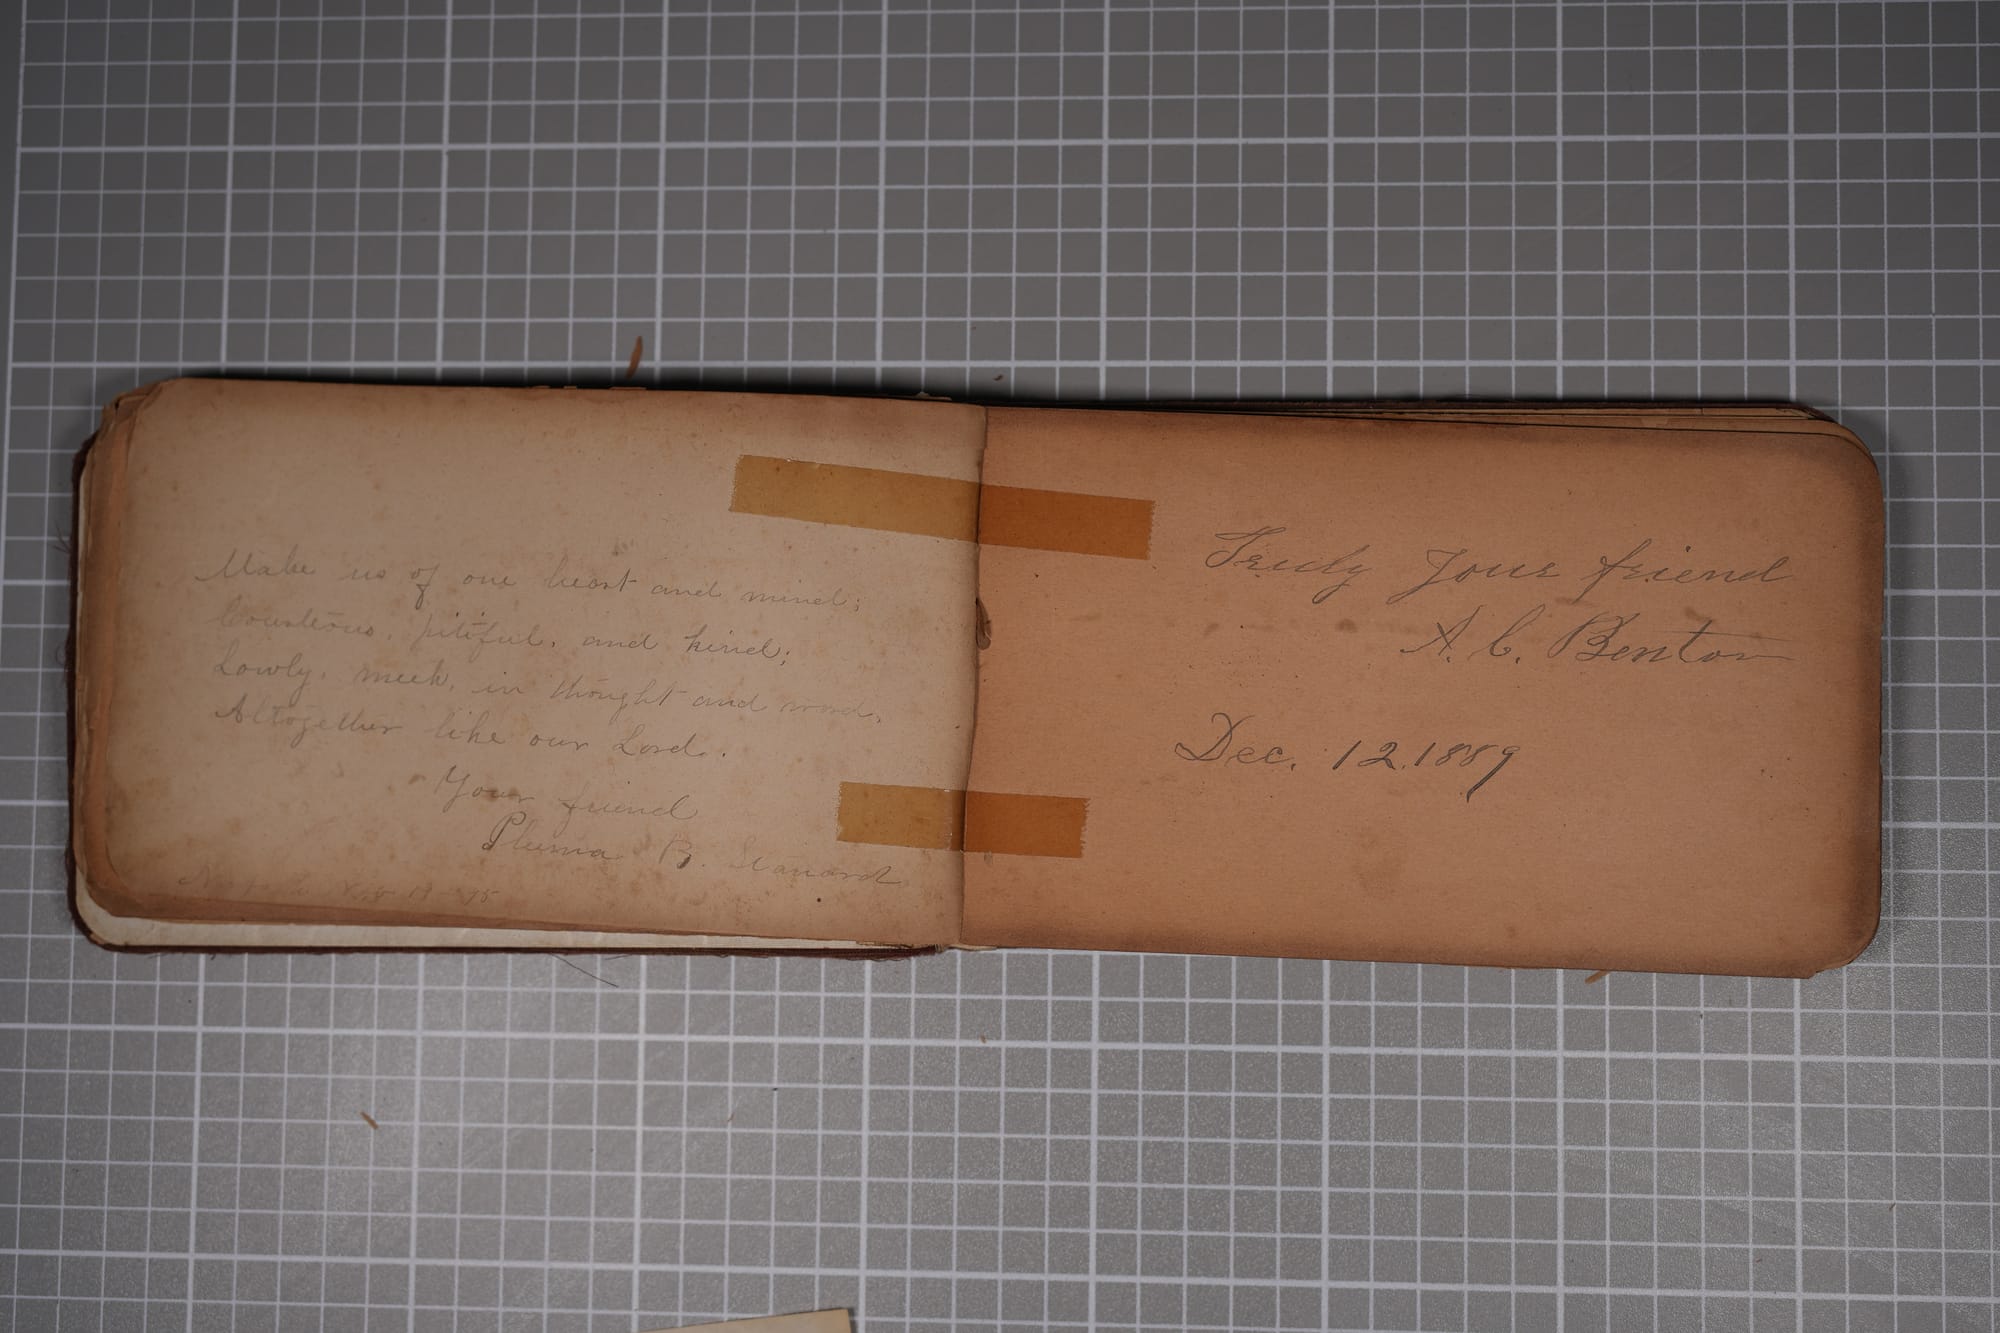 Make us of one heart and mind;
Courteous, pitiful, and kind;
Lowly, meek, in thought and word,
Altogether like our Lord.
Your friend
Pluma B. Stanard
Truly Your friend
A. C. Benton
Dec. 12. 1889